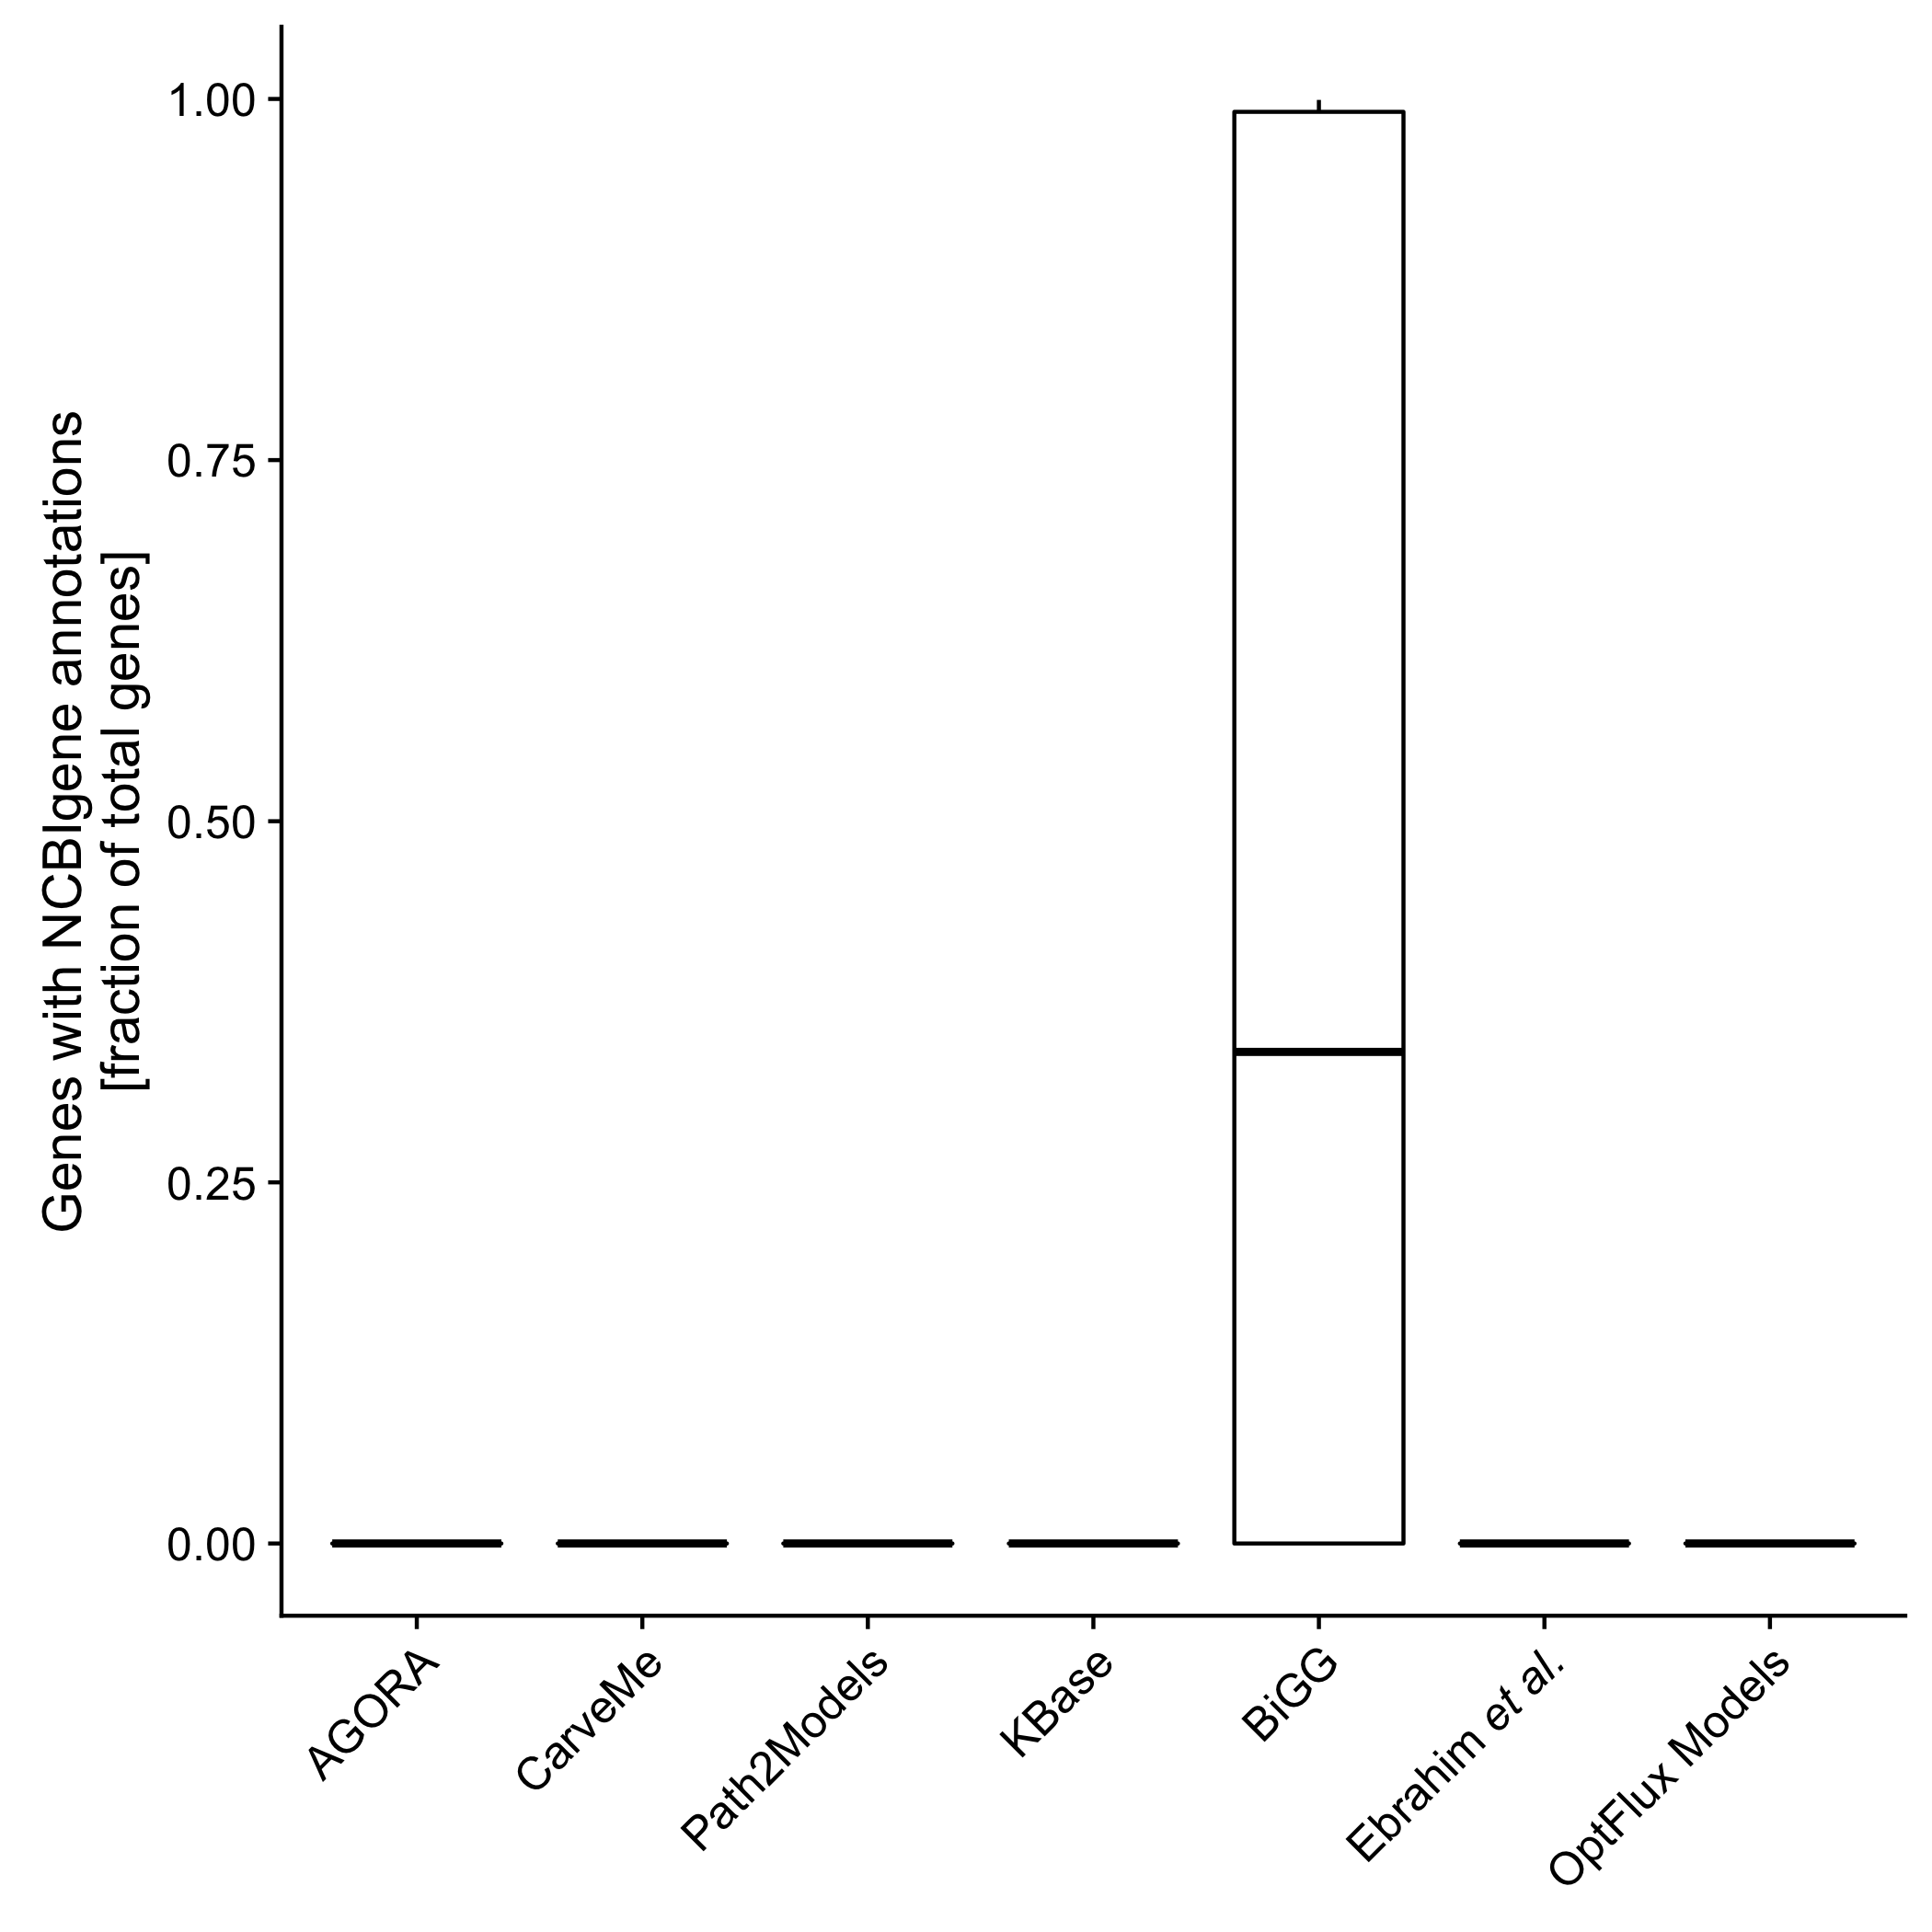 Genes with NCBIgene annotations
[fraction of total genes]
1.00
0.75
0.50
0.25
0.00
AGORA
CarveMe
Path2Models
KBase
BiGG
Ebrahim et al.
OptFlux Models